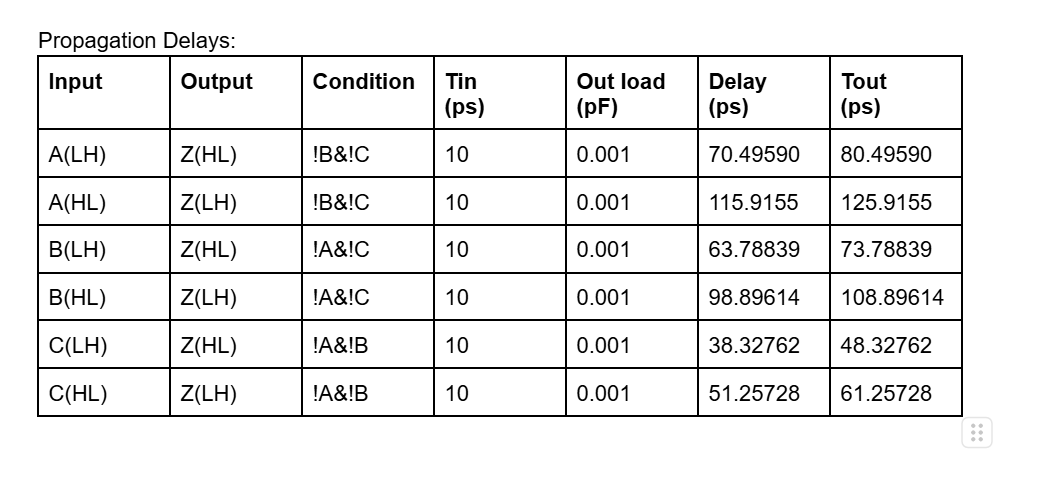 Propagation Delays:
Input Output Condition Tin (ps) Out load (pF) Delay (ps) Tout (ps)
A(LH) Z(HL) !B&!C 10 0.001 70.49590 80.49590
A(HL) Z(LH) !B&!C 10 0.001 115.9155 125.9155
B(LH) Z(HL) !A&!C 10 0.001 63.78839 73.78839
B(HL) Z(LH) !A&!C 10 0.001 98.89614 108.89614
C(LH) Z(HL) !A&!B 10 0.001 38.32762 48.32762
C(HL) Z(LH) !A&!B 10 0.001 51.25728 61.25728